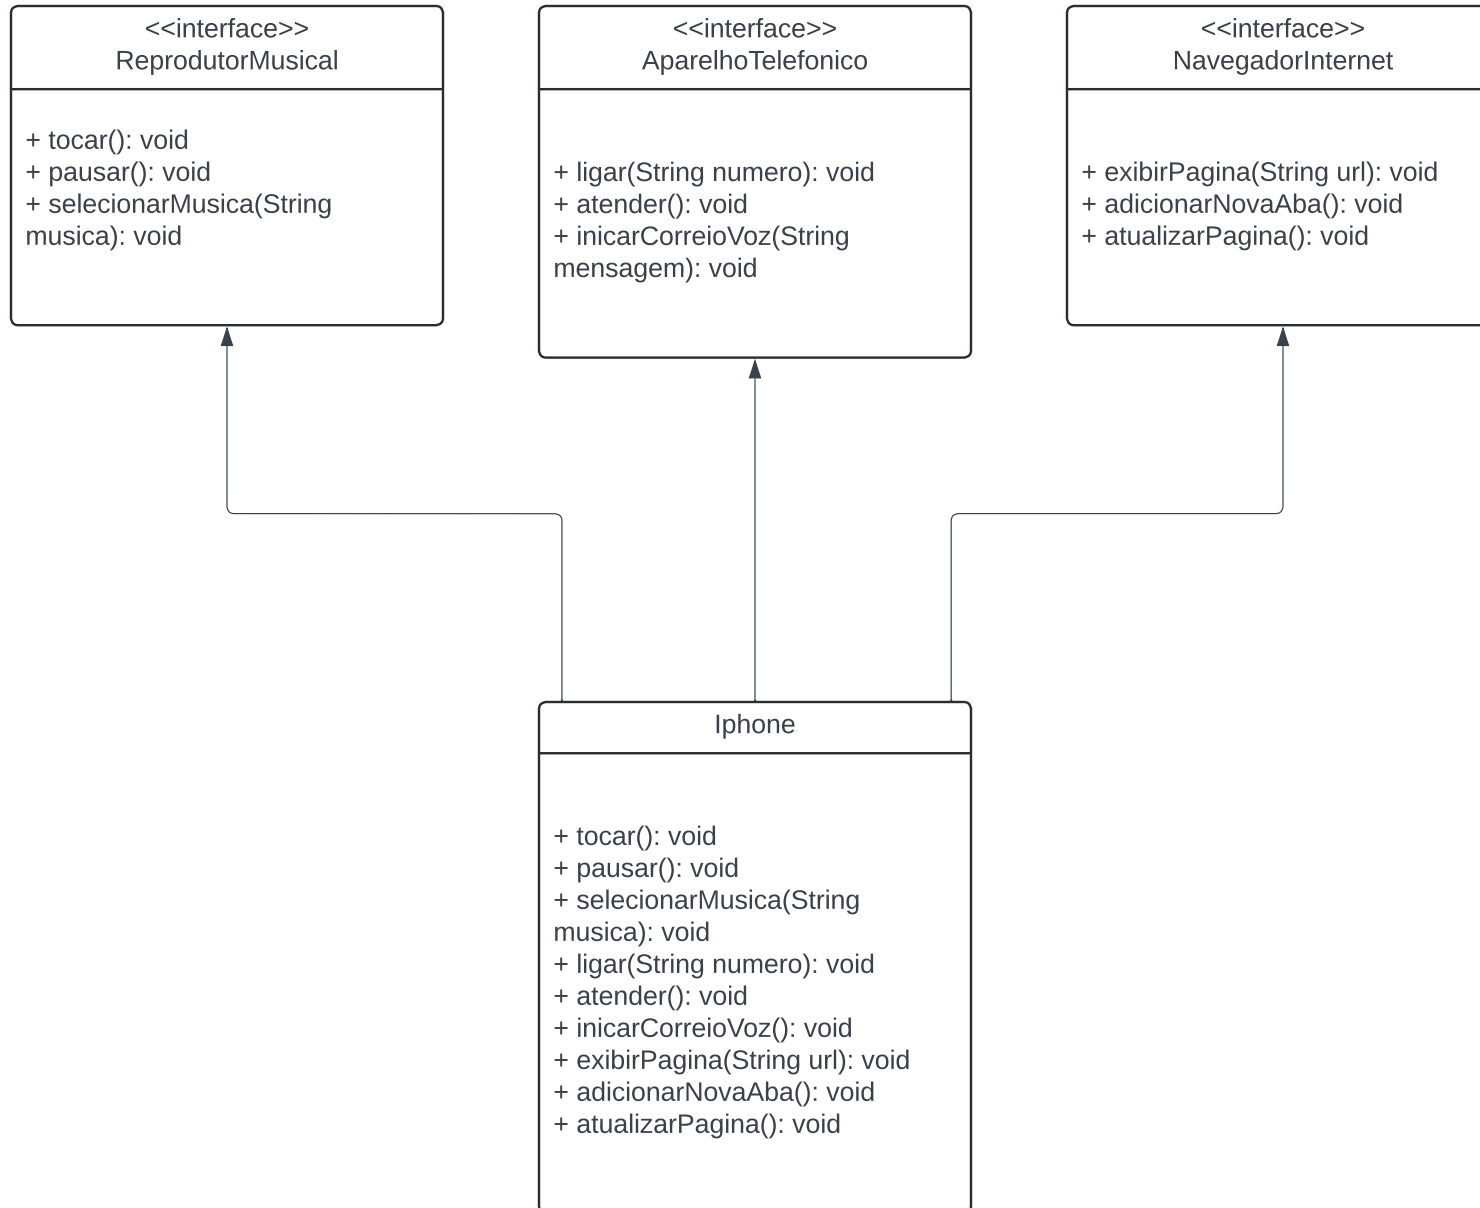 <<interface>>
ReprodutorMusical
+ tocar(): void
+ pausar(): void
+ selecionarMusica(String
musica): void
<<interface>>
AparelhoTelefonico
+ ligar(String numero): void
+ atender(): void
+ inicarCorreioVoz(String
mensagem): void
<<interface>>
NavegadorInternet
+ exibirPagina(String url): void
+ adicionarNovaAba(): void
+ atualizarPagina(): void
Iphone
+ tocar(): void
+ pausar(): void
+ selecionarMusica(String
musica): void
+ ligar(String numero): void
+ atender(): void
+ inicarCorreioVoz(): void
+ exibirPagina(String url): void
+ adicionarNovaAba(): void
+ atualizarPagina(): void